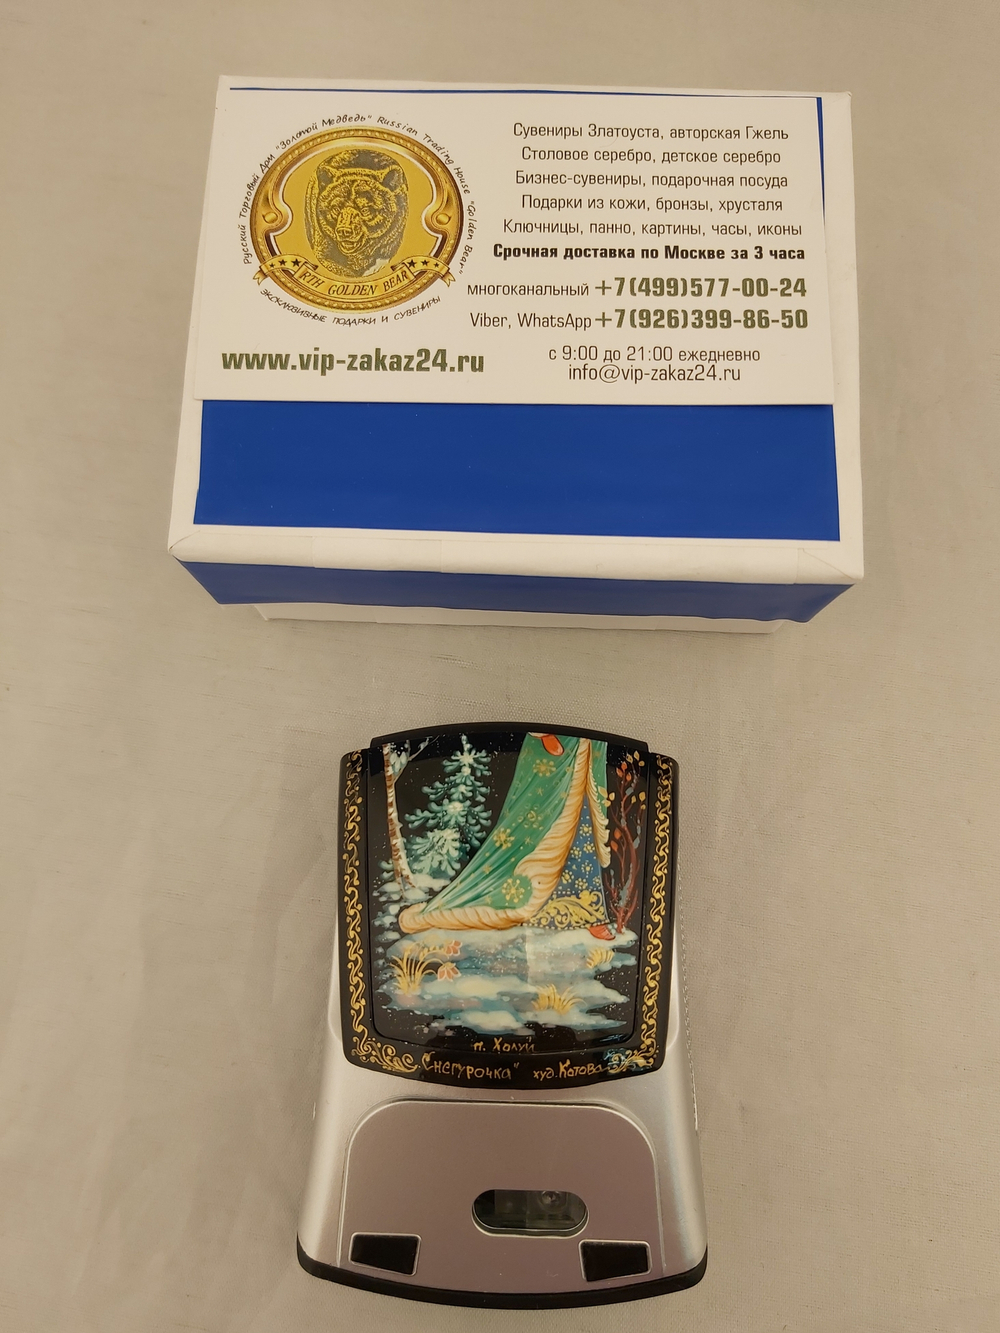 Русский Торговый Дом "Золотой Медведь" Russian Trading House "Golden Bear"
RTH GOLDEN BEAR
ЭКСКЛЮЗИВНЫЕ ПОДАРКИ И СУВЕНИРЫ
www.vip-zakaz24.ru
Сувениры Златоуста, авторская Гжель
Столовое серебро, детское серебро
Бизнес-сувениры, подарочная посуда
Подарки из кожи, бронзы, хрусталя
Ключницы, панно, картины, часы, иконы
Срочная доставка по Москве за 3 часа
многоканальный +7(499)577-00-24
Viber, WhatsApp +7(926)399-86-50
с 9:00 до 21:00 ежедневно
info@vip-zakaz24.ru
п. Холуй
"Снегурочка" худ. Котова